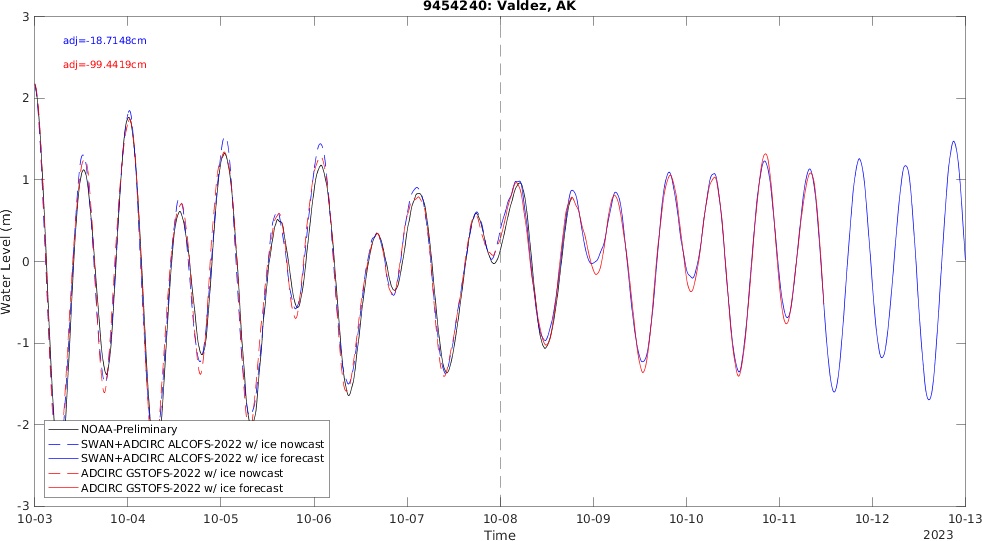 9454240: Valdez, AK
adj=-18.7148cm
adj=-99.4419cm
Water Level (m)
3
2
1
0
-1
-2
-3
NOAA-Preliminary
SWAN+ADCIRC ALCOFS-2022 w/ ice nowcast
SWAN+ADCIRC ALCOFS-2022 w/ ice forecast
ADCIRC GSTOFS-2022 w/ ice nowcast
ADCIRC GSTOFS-2022 w/ ice forecast
10-03 10-04 10-05 10-06 10-07 10-08 10-09 10-10 10-11 10-12 10-13
Time
2023